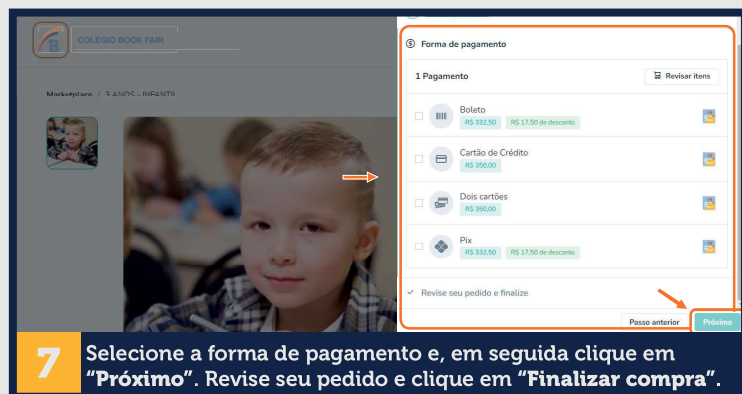 B
COLÉGIO BOOK FAIR
Marketplace / 3 ANOS - INFANTIL
Forma de pagamento
1 Pagamento
Revisar itens
Boleto
R$ 332,50 R$ 17,50 de desconto
Cartão de Crédito
R$ 350,00
Dois cartões
R$ 350,00
Pix
R$ 332,50 R$ 17,50 de desconto
Revise seu pedido e finalize
Passo anterior Próximo
7
Selecione a forma de pagamento e, em seguida clique em
“Próximo”. Revise seu pedido e clique em “Finalizar compra”.